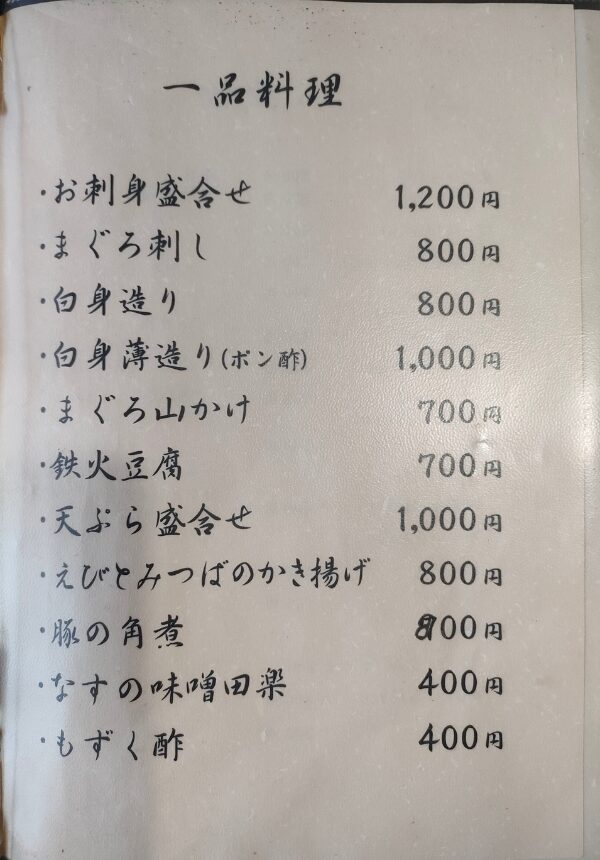 一品料理
・お刺身盛合せ 1,200円
・まぐろ刺し 800円
・白身造り 800円
・白身薄造り(ポン酢) 1,000円
・まぐろ山かけ 700円
・鉄火豆腐 700円
・天ぷら盛合せ 1,000円
・えびとみつばのかき揚げ 800円
・豚の角煮
・なすの味噌田楽 400円
・もずく酢 400円